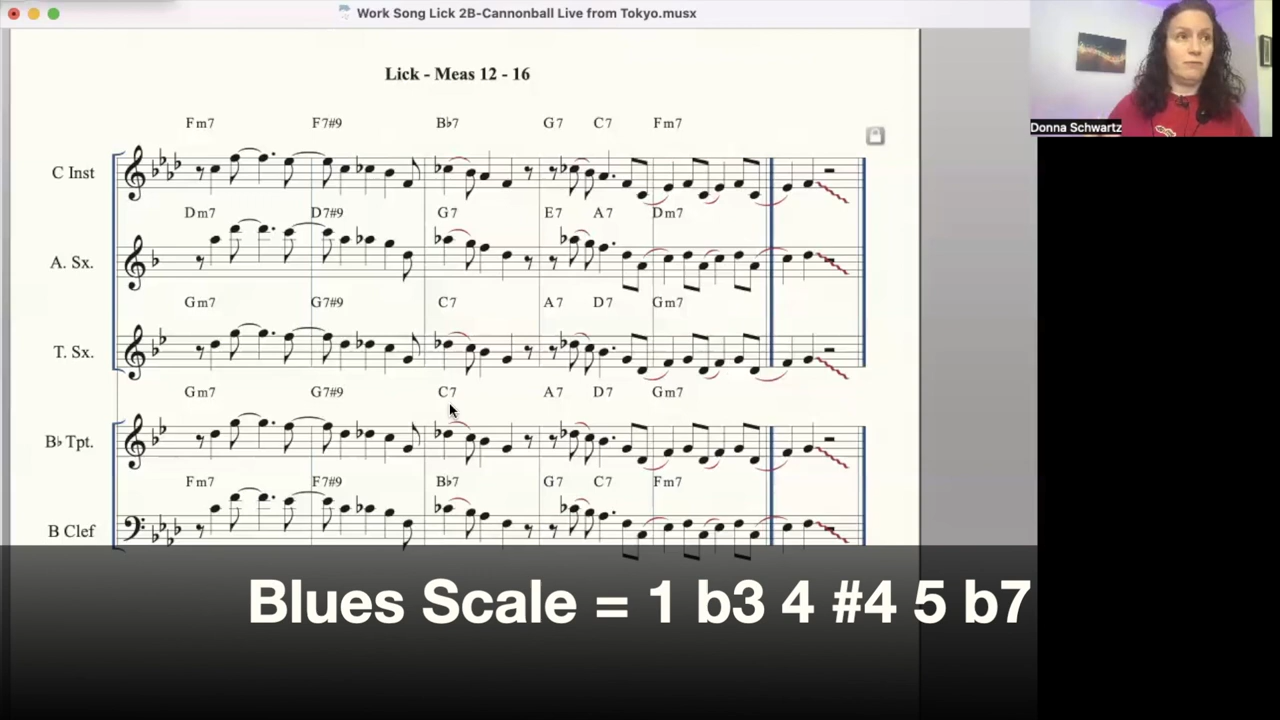 Work Song Lick 2B-Cannonball Live from Tokyo.musx
Donna Schwartz
Lick - Meas 12 - 16
Fm7 F7#9 B♭7 G7 C7 Fm7
C Inst
Dm7 D7#9 G7 E7 A7 Dm7
A. Sx.
Gm7 G7#9 C7 A7 D7 Gm7
T. Sx.
Gm7 G7#9 C7 A7 D7 Gm7
B♭ Tpt.
Fm7 F7#9 B♭7 G7 C7 Fm7
B Clef
Blues Scale = 1 b3 4 #4 5 b7